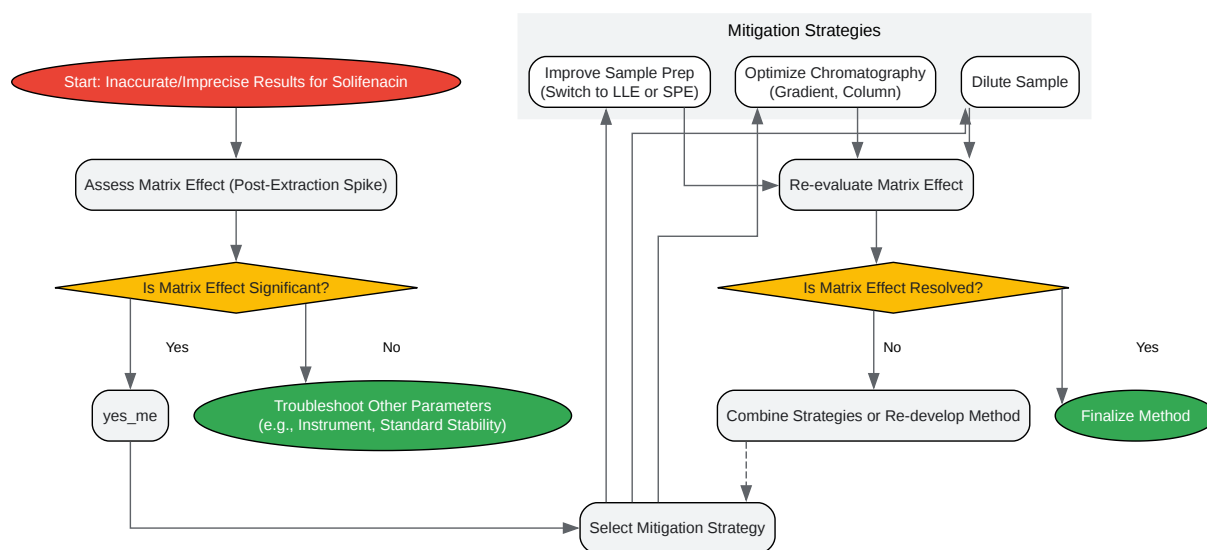 Mitigation Strategies
Start: Inaccurate/Imprecise Results for Solifenacin
Improve Sample Prep
(Switch to LLE or SPE)
Optimize Chromatography
(Gradient, Column)
Dilute Sample
Assess Matrix Effect (Post-Extraction Spike)
Re-evaluate Matrix Effect
Is Matrix Effect Significant?
Is Matrix Effect Resolved?
Yes
No
No
Yes
yes_me
Troubleshoot Other Parameters
(e.g., Instrument, Standard Stability)
Combine Strategies or Re-develop Method
Finalize Method
Select Mitigation Strategy